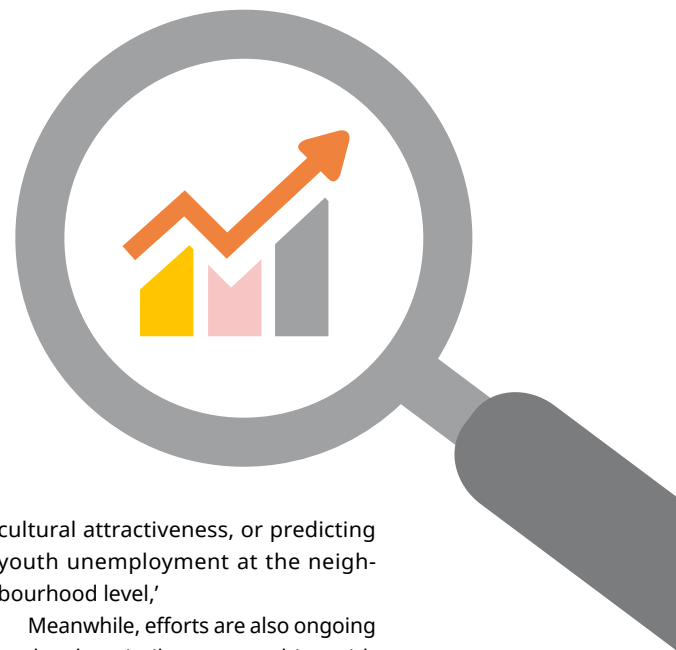 cultural attractiveness, or predicting
youth unemployment at the neigh-
bourhood level,’
Meanwhile, efforts are also ongoing